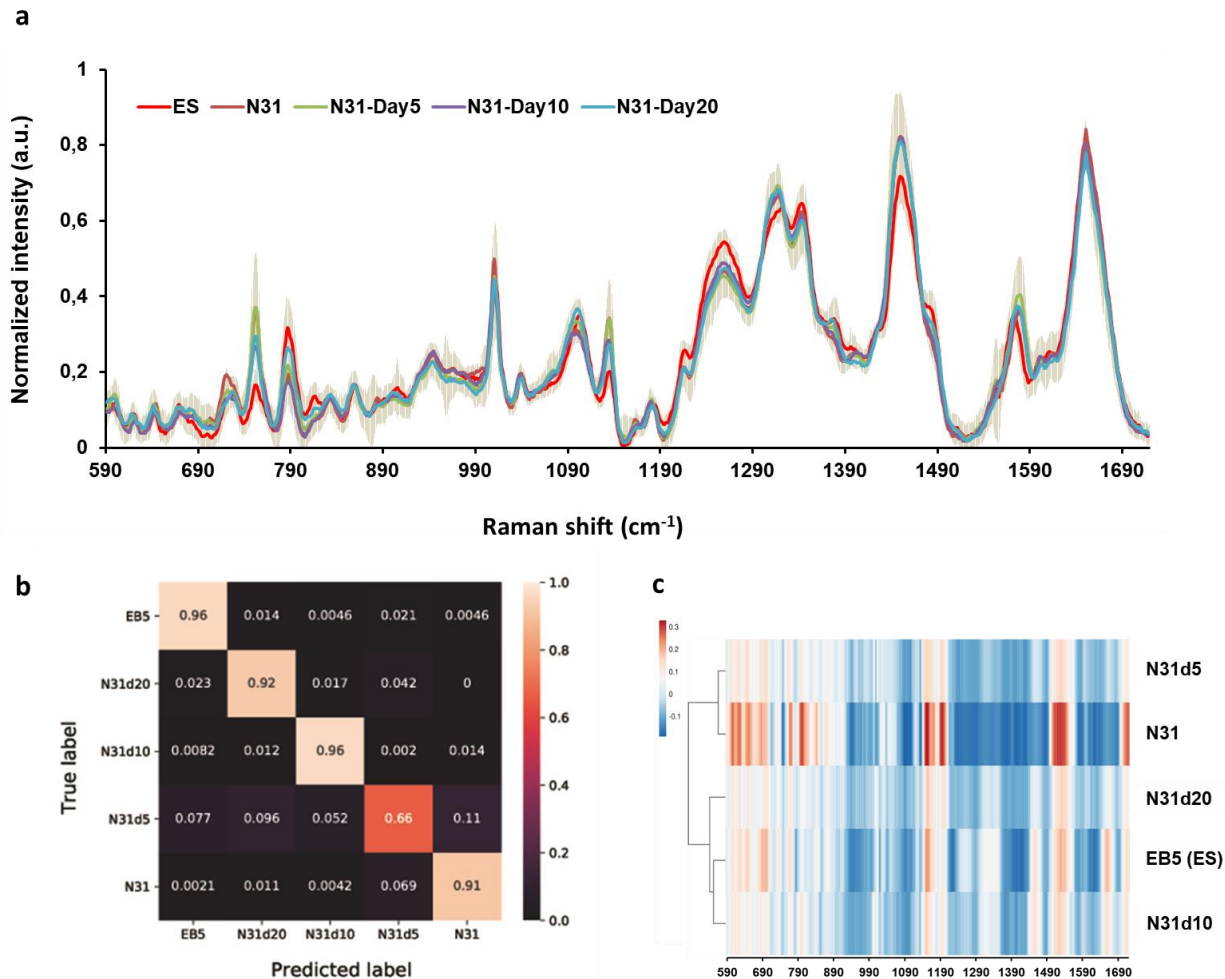 a
1
0,8
0,6
0,4
0,2
0
Normalized intensity (a.u.)
ES N31 N31-Day5 N31-Day10 N31-Day20
590 690 790 890 990 1090 1190 1290 1390 1490 1590 1690
Raman shift (cm-1)
b
True label
EB5 0.96 0.014 0.0046 0.021 0.0046
N31d20 0.023 0.92 0.017 0.042 0
N31d10 0.0082 0.012 0.96 0.002 0.014
N31d5 0.077 0.096 0.052 0.66 0.11
N31 0.0021 0.011 0.0042 0.069 0.91
EB5 N31d20 N31d10 N31d5 N31
Predicted label
1.0
0.8
0.6
0.4
0.2
0.0
c
0.3
0.2
0.1
0
-0.1
N31d5
N31
N31d20
EB5 (ES)
N31d10
590 690 790 890 990 1090 1190 1290 1390 1490 1590 1690